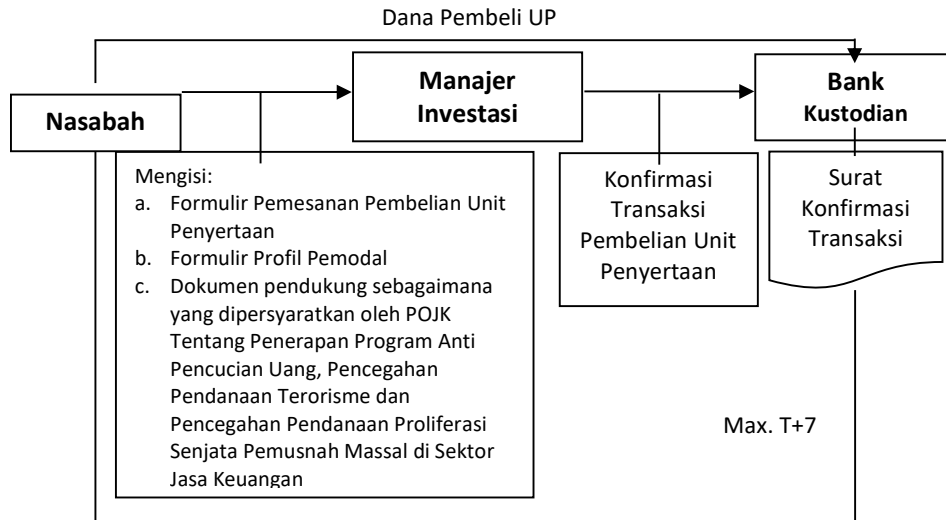 Dana Pembeli UP
Nasabah
Manajer
Investasi
Bank
Kustodian
Mengisi:
a. Formulir Pemesanan Pembelian Unit
Penyertaan
b. Formulir Profil Pemodal
c. Dokumen pendukung sebagaimana
yang dipersyaratkan oleh POJK
Tentang Penerapan Program Anti
Pencucian Uang, Pencegahan
Pendanaan Terorisme dan
Pencegahan Pendanaan Proliferasi
Senjata Pemusnah Massal di Sektor
Jasa Keuangan
Konfirmasi
Transaksi
Pembelian Unit
Penyertaan
Surat
Konfirmasi
Transaksi
Max. T+7